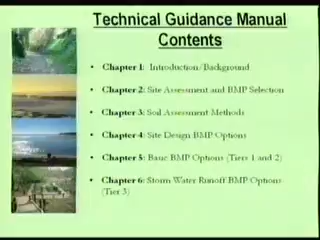 Technical Guidance Manual
Contents
• Chapter 1: Introduction/Background
• Chapter 2: Site Assessment and BMP Selection
• Chapter 3: Soil Assessment Methods
• Chapter 4: Site Design BMP Options
• Chapter 5: Basic BMP Options (Tiers 1 and 2)
• Chapter 6: Storm Water Runoff BMP Options
(Tier 3)